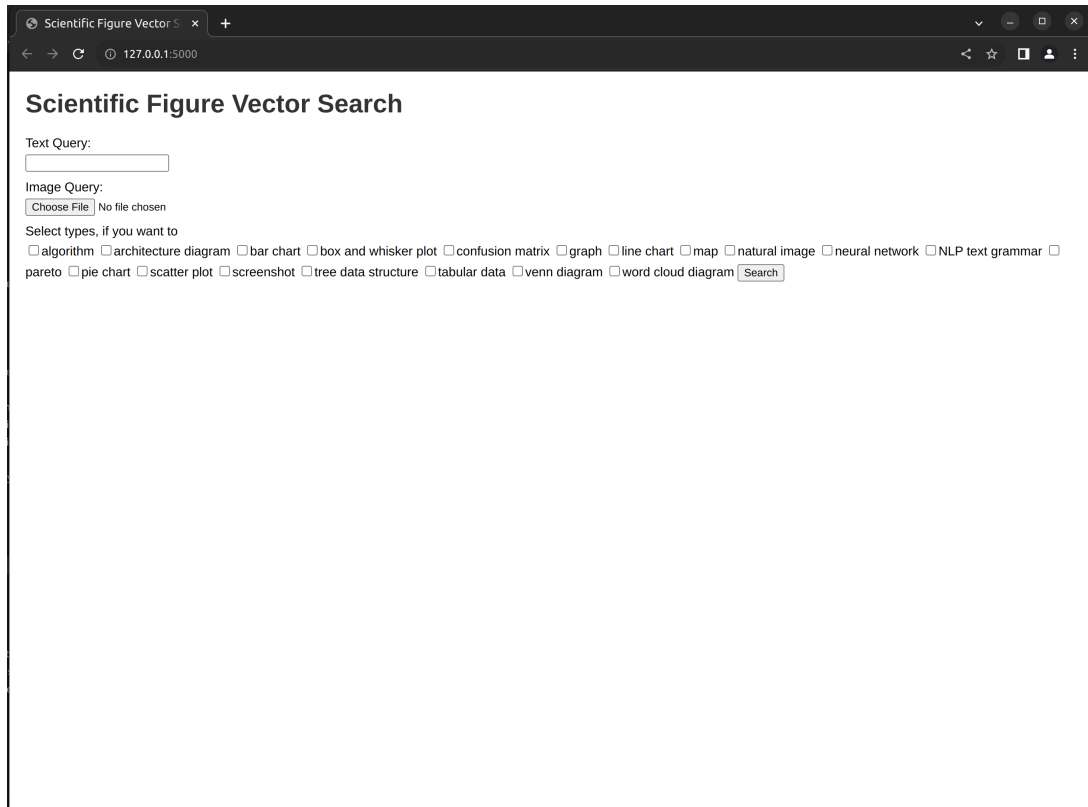 Scientific Figure Vector S
127.0.0.1:5000
Scientific Figure Vector Search
Text Query:
Image Query:
Choose File No file chosen
Select types, if you want to
algorithm architecture diagram bar chart box and whisker plot confusion matrix graph line chart map natural image neural network NLP text grammar
pareto pie chart scatter plot screenshot tree data structure tabular data venn diagram word cloud diagram Search